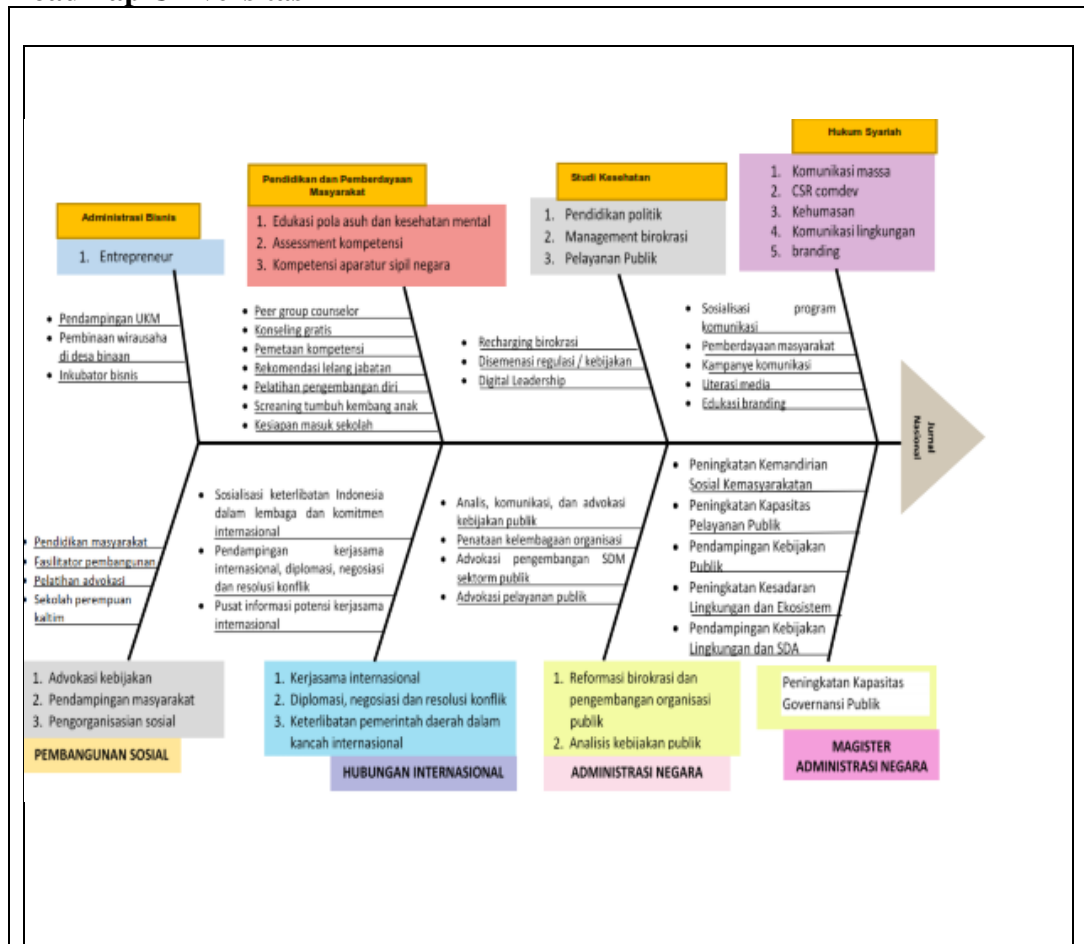 Administrasi Bisnis
1. Entrepreneur
Pendidikan dan Pemberdayaan
Masyarakat
1. Edukasi pola asuh dan kesehatan mental
2. Assessment kompetensi
3. Kompetensi aparatur sipil negara
Studi Kesehatan
1. Pendidikan politik
2. Management birokrasi
3. Pelayanan Publik
Hukum Syariah
1. Komunikasi massa
2. CSR comdev
3. Kehumasan
4. Komunikasi lingkungan
5. branding
• Pendampingan UKM
• Pembinaan wirausaha
di desa binaan
• Inkubator bisnis
• Peer group counselor
• Konseling gratis
• Pemetaan kompetensi
• Rekomendasi lelang jabatan
• Pelatihan pengembangan diri
• Screaning tumbuh kembang anak
• Kesiapan masuk sekolah
• Recharging birokrasi
• Disemenasi regulasi / kebijakan
• Digital Leadership
• Sosialisasi program
komunikasi
• Pemberdayaan masyarakat
• Kampanye komunikasi
• Literasi media
• Edukasi branding
Jurnal
Nasional
• Pendidikan masyarakat
• Fasilitator pembangunan
• Pelatihan advokasi
• Sekolah perempuan
kaltim
• Sosialisasi keterlibatan Indonesia
dalam lembaga dan komitmen
internasional
• Pendampingan kerjasama
internasional, diplomasi, negosiasi
dan resolusi konflik
• Pusat informasi potensi kerjasama
internasional
• Analis, komunikasi, dan advokasi
kebijakan publik
• Penataan kelembagaan organisasi
• Advokasi pengembangan SDM
sektorm publik
• Advokasi pelayanan publik
• Peningkatan Kemandirian
Sosial Kemasyarakatan
• Peningkatan Kapasitas
Pelayanan Publik
• Pendampingan Kebijakan
Publik
• Peningkatan Kesadaran
Lingkungan dan Ekosistem
• Pendampingan Kebijakan
Lingkungan dan SDA
1. Advokasi kebijakan
2. Pendampingan masyarakat
3. Pengorganisasian sosial
PEMBANGUNAN SOSIAL
1. Kerjasama internasional
2. Diplomasi, negosiasi dan resolusi konflik
3. Keterlibatan pemerintah daerah dalam
kancah internasional
HUBUNGAN INTERNASIONAL
1. Reformasi birokrasi dan
pengembangan organisasi
publik
2. Analisis kebijakan publik
ADMINISTRASI NEGARA
Peningkatan Kapasitas
Governansi Publik
MAGISTER
ADMINISTRASI NEGARA